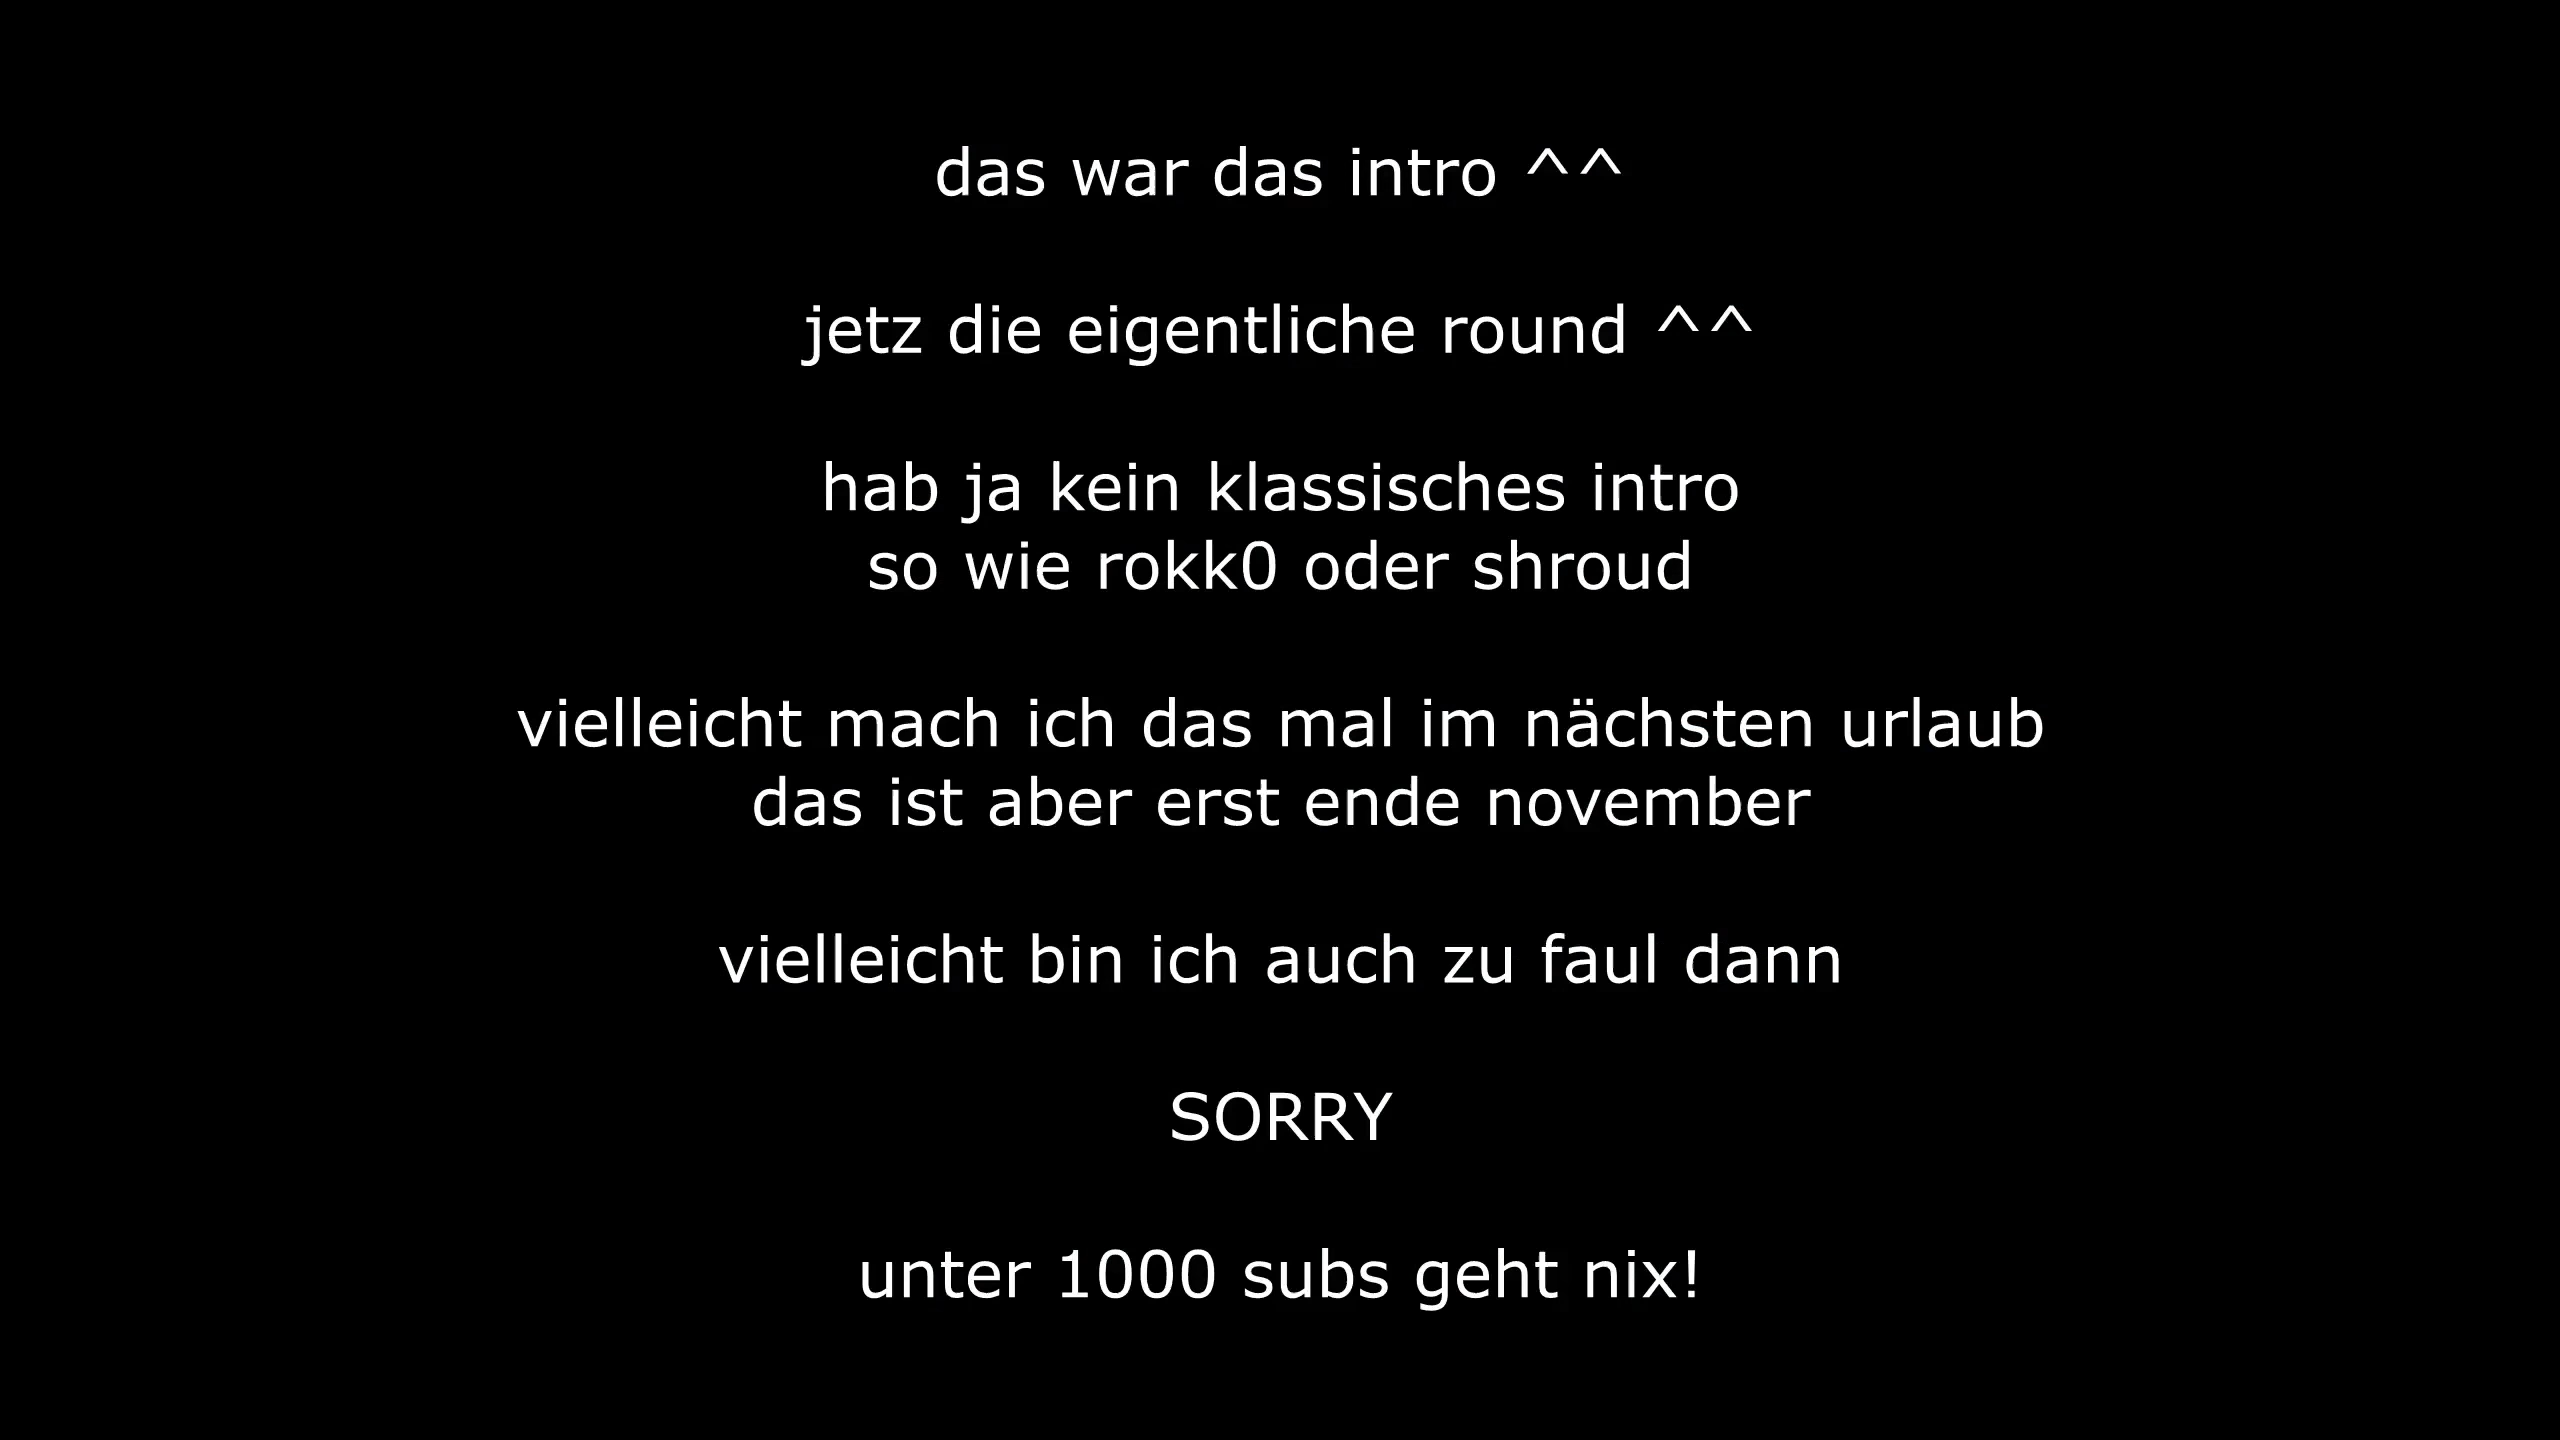 das war das intro ^^
jetz die eigentliche round ^^
hab ja kein klassisches intro
so wie rokk0 oder shroud
vielleicht mach ich das mal im nächsten urlaub
das ist aber erst ende november
vielleicht bin ich auch zu faul dann
SORRY
unter 1000 subs geht nix!